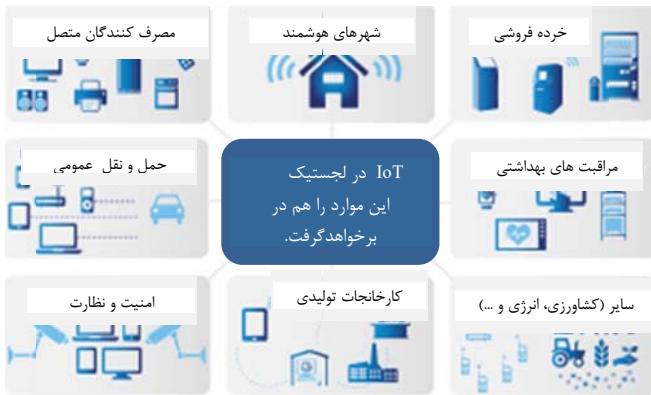 خرده فروشی
شهرهای هوشمند
مصرف کنندگان متصل
مراقبت های بهداشتی
IoT در لجستیک
این موارد را هم در
برخواهدگرفت.
حمل و نقل عمومی
سایر (کشاورزی، انرژی و ...)
کارخانجات تولیدی
امنیت و نظارت